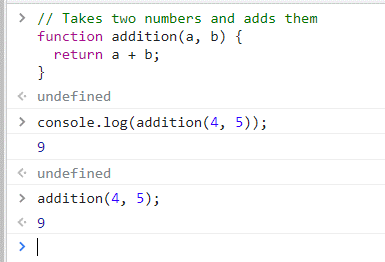 // Takes two numbers and adds them
function addition(a, b) {
  return a + b;
}
undefined
console.log(addition(4, 5));
9
undefined
addition(4, 5);
9